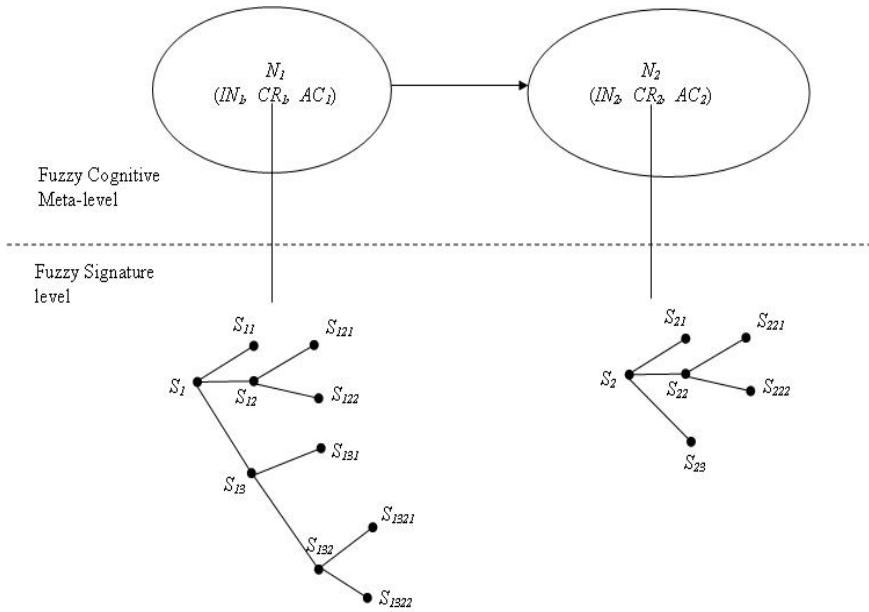 N1
(IN1, CR1, AC1)
N2
(IN2, CR2, AC2)
Fuzzy Cognitive
Meta-level
Fuzzy Signature
level
S11
S121
S1
S12
S122
S131
S13
S1321
S132
S1322
S21
S221
S2
S22
S222
S23